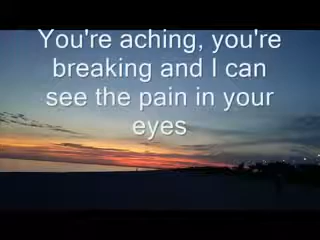 You're aching, you're
breaking and I can
see the pain in your
eyes